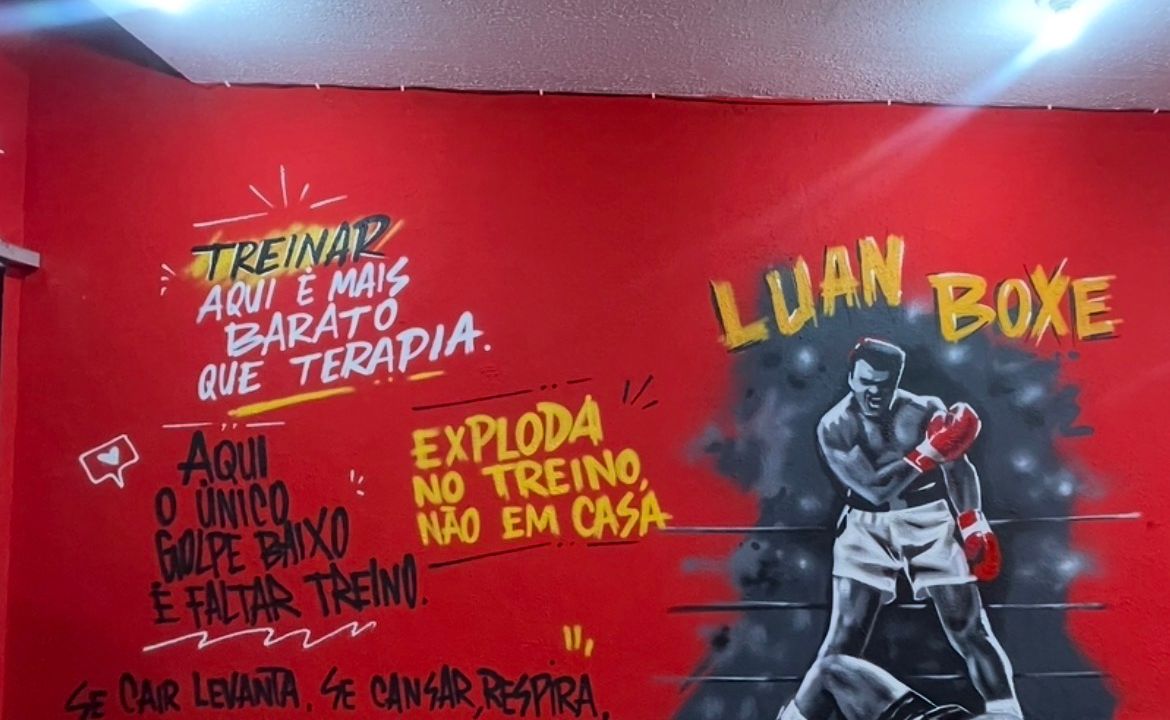 TREINAR
AQUI É MAIS
BARATO
QUE TERAPIA.
LUAN BOXE
EXPLODA
NO TREINO,
NÃO EM CASA
AQUI
O ÚNICO
GOLPE BAIXO
É FALTAR TREINO.
SE CAIR LEVANTA. SE CANSAR, RESPIRA.